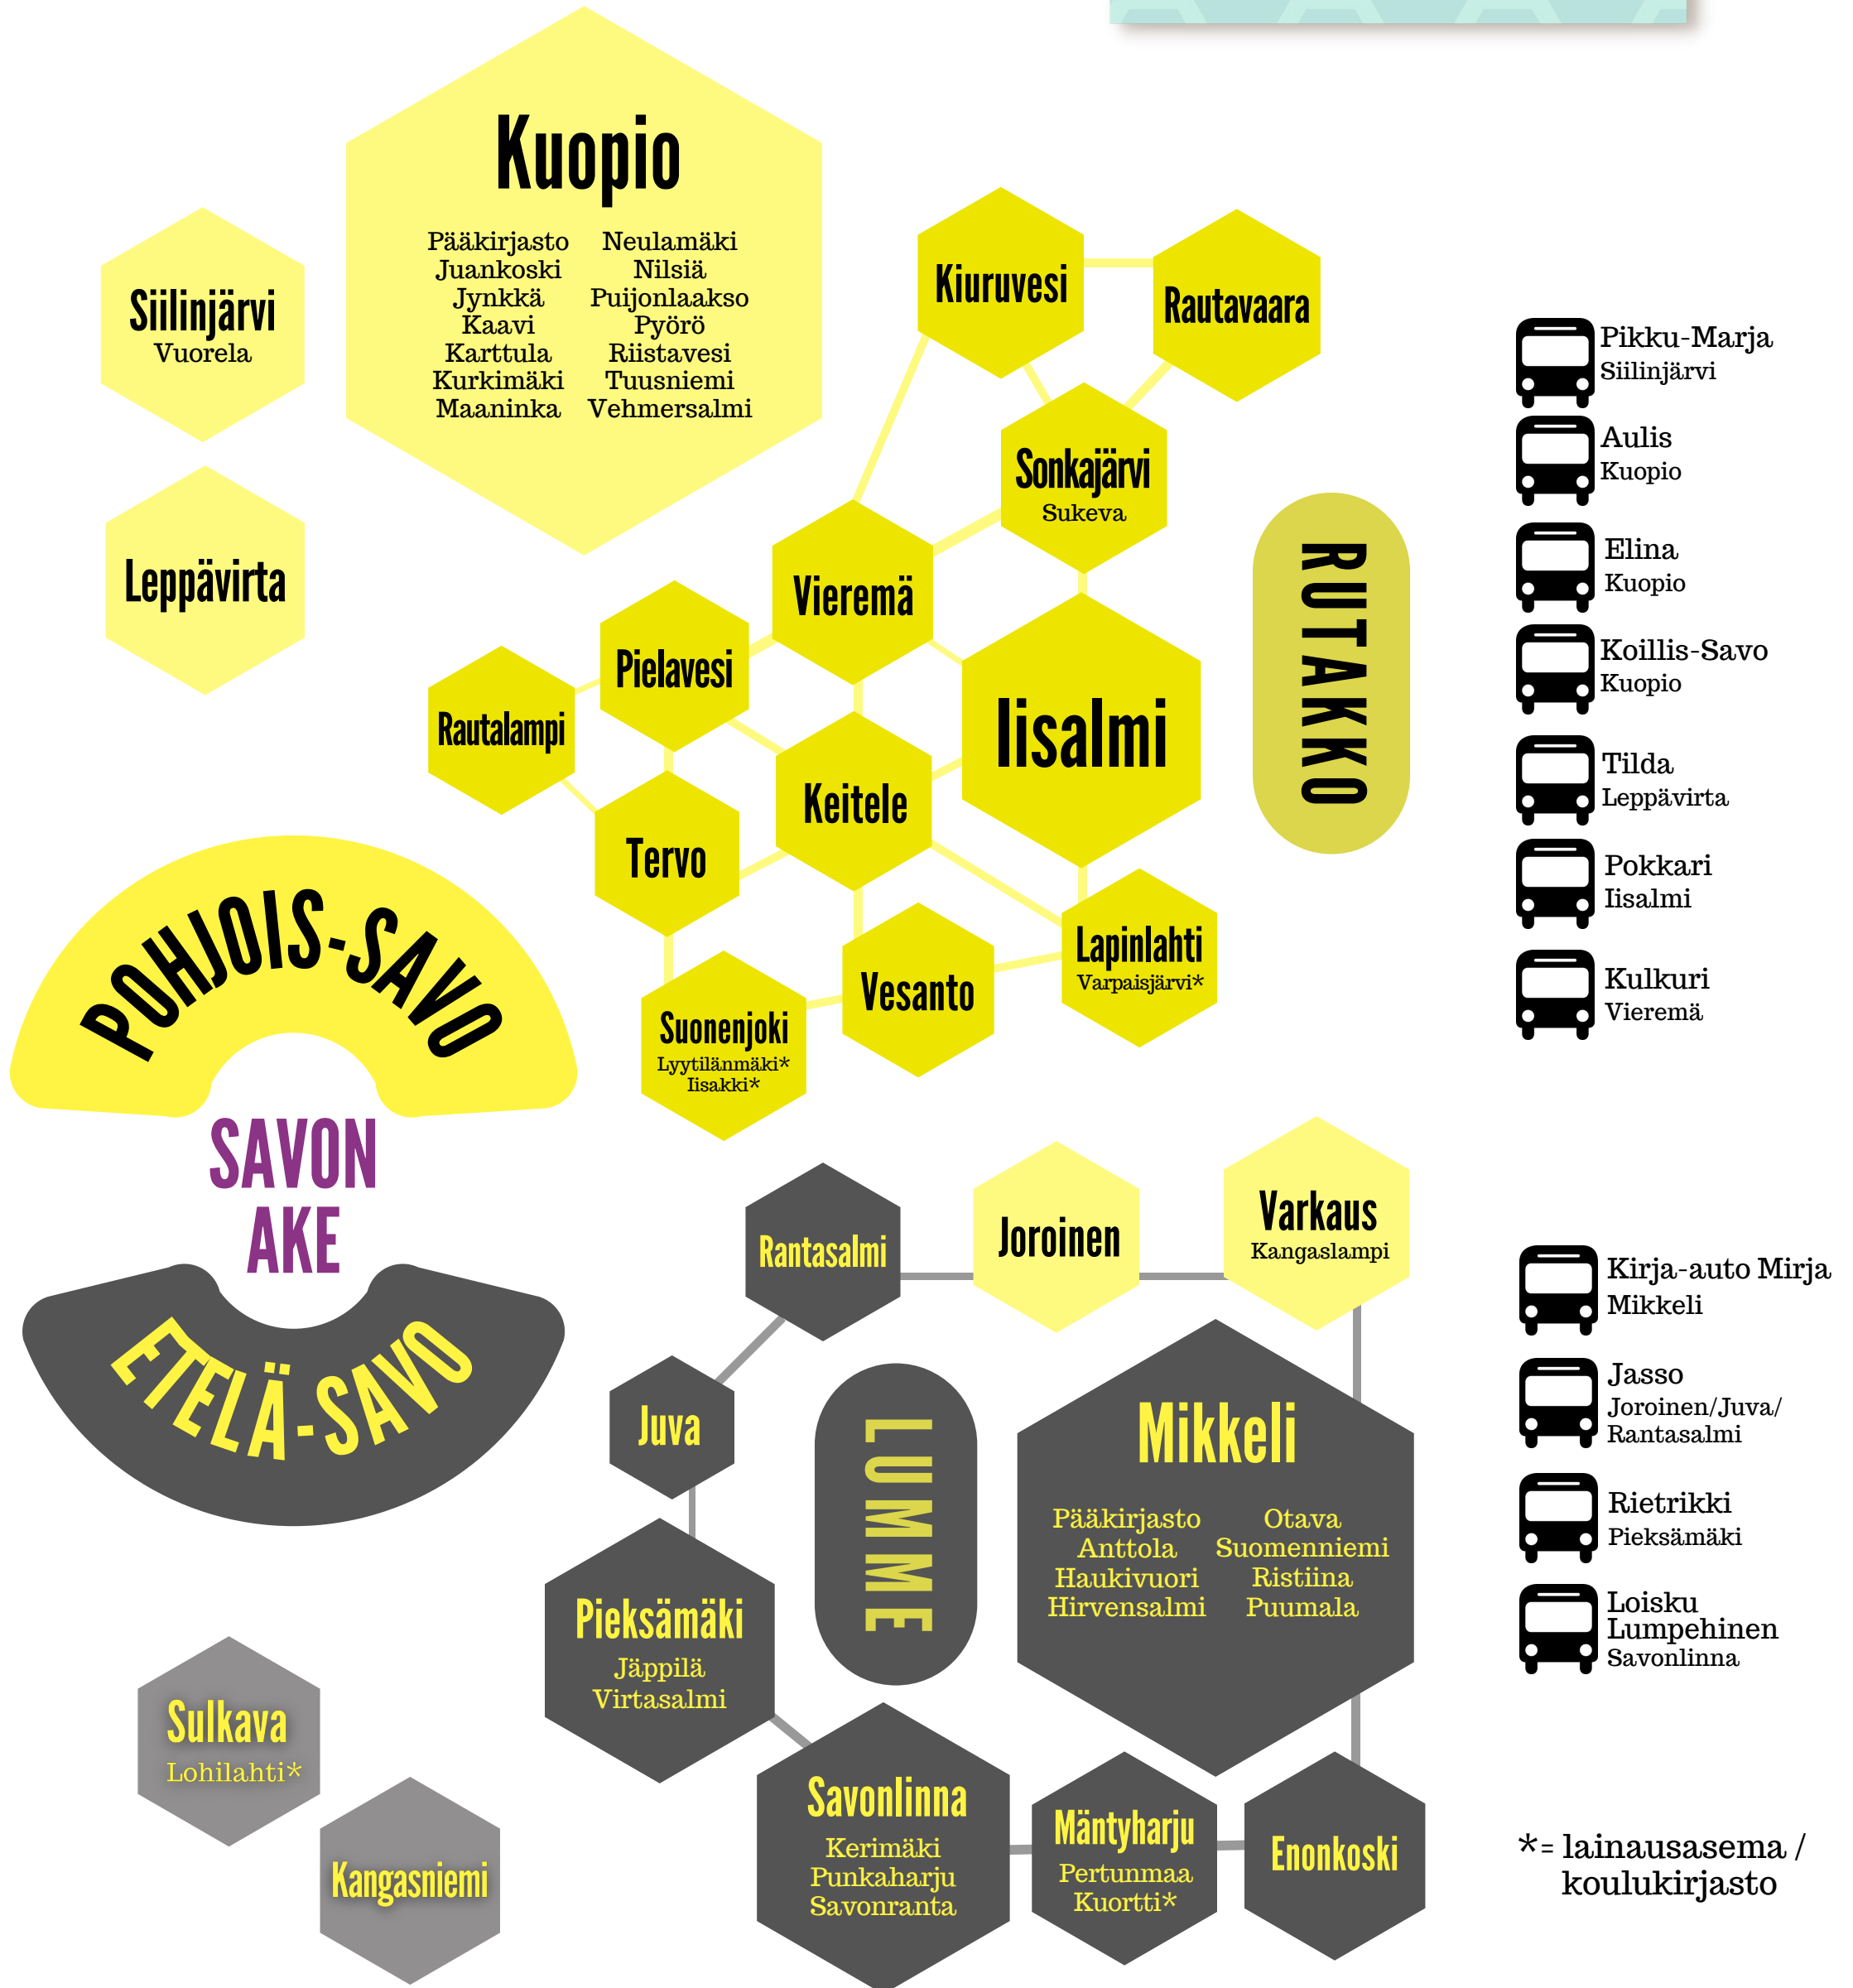 Kuopio
Pääkirjasto
Juankoski
Jynkkä
Kaavi
Karttula
Kurkimäki
Maaninka
Neulamäki
Nilsiä
Puijonlaakso
Pyörö
Riistavesi
Tuusniemi
Vehmersalmi
Siilinjärvi
Vuorela
Leppävirta
Kiuruvesi
Rautavaara
Sonkajärvi
Sukeva
Vieremä
Pielavesi
Rautalampi
Iisalmi
Keitele
Tervo
Lapinlahti
Varpaisjärvi*
Vesanto
Suonenjoki
Lyytilänmäki*
Iisakki*
RUTAKKO
Pikku-Marja
Siilinjärvi
Aulis
Kuopio
Elina
Kuopio
Koillis-Savo
Kuopio
Tilda
Leppävirta
Pokkari
Iisalmi
Kulkuri
Vieremä
POHJOIS-SAVO
SAVON
AKE
ETELÄ-SAVO
Rantasalmi
Joroinen
Varkaus
Kangaslampi
Juva
LUMME
Mikkeli
Pääkirjasto
Anttola
Haukivuori
Hirvensalmi
Otava
Suomenniemi
Ristiina
Puumala
Pieksämäki
Jäppilä
Virtasalmi
Savonlinna
Kerimäki
Punkaharju
Savonranta
Mäntyharju
Pertunmaa
Kuortti*
Enonkoski
Sulkava
Lohilahti*
Kangasniemi
Kirja-auto Mirja
Mikkeli
Jasso
Joroinen/Juva/
Rantasalmi
Rietrikki
Pieksämäki
Loisku
Lumpehinen
Savonlinna
*= lainausasema /
koulukirjasto